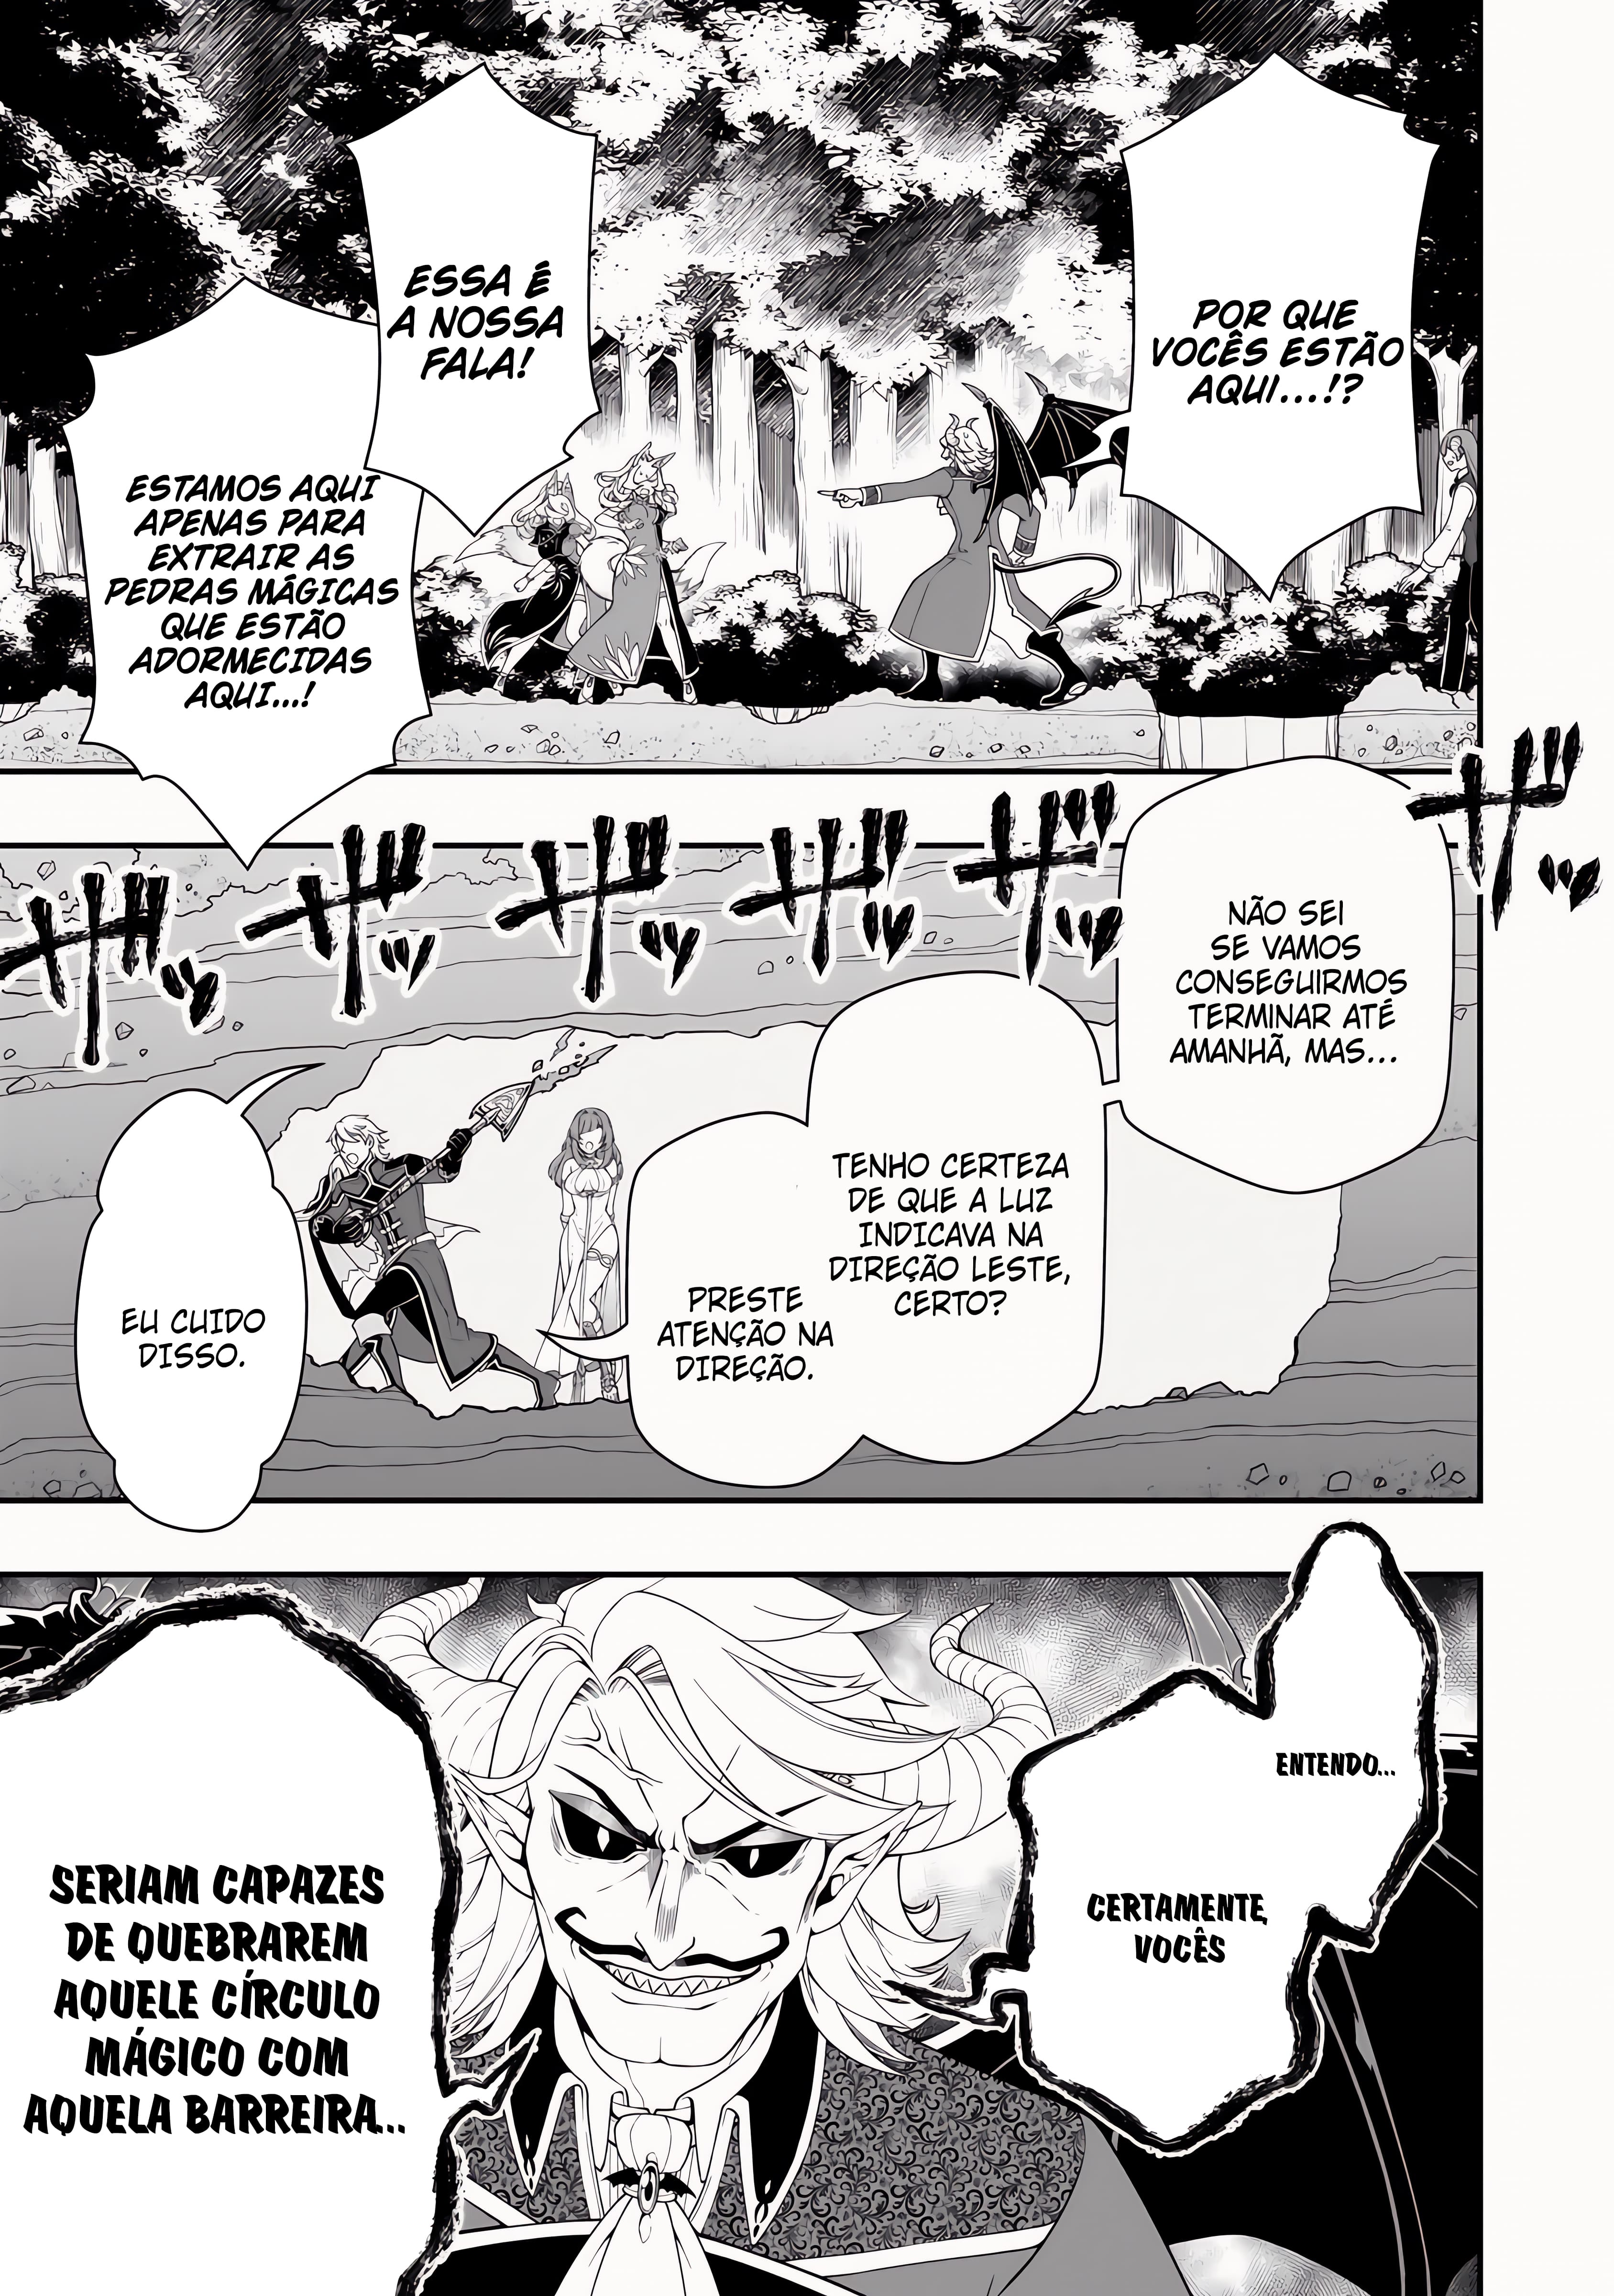 POR QUE
VOCÊS ESTÃO
AQUI...!?
ESSA É
A NOSSA
FALA!
ESTAMOS AQUI
APENAS PARA
EXTRAIR AS
PEDRAS MÁGICAS
QUE ESTÃO
ADORMECIDAS
AQUI...!
ザッ
ザッ
ザッ
ザッ
ザッ
ザッ
NÃO SEI
SE VAMOS
CONSEGUIRMOS
TERMINAR ATÉ
AMANHÃ, MAS...
TENHO CERTEZA
DE QUE A LUZ
INDICAVA NA
DIREÇÃO LESTE,
CERTO?
PRESTE
ATENÇÃO NA
DIREÇÃO.
EU CUIDO
DISSO.
ENTENDO...
CERTAMENTE,
VOCÊS
SERIAM CAPAZES
DE QUEBRAREM
AQUELE CÍRCULO
MÁGICO COM
AQUELA BARREIRA...